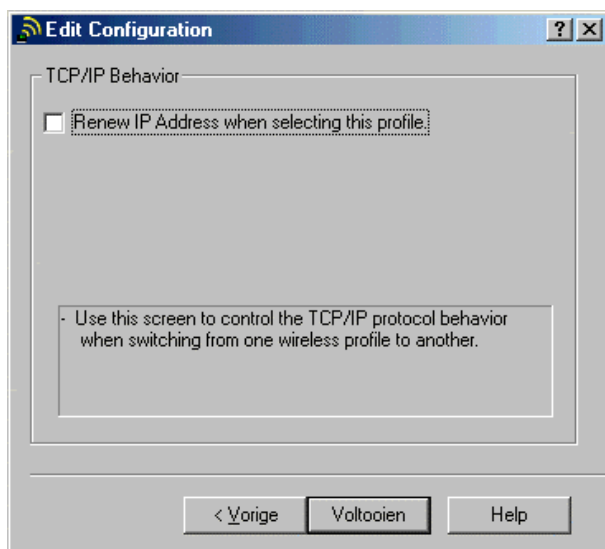 Edit Configuration
TCP/IP Behavior
Renew IP Address when selecting this profile.
- Use this screen to control the TCP/IP protocol behavior
when switching from one wireless profile to another.
< Vorige
Voltooien
Help